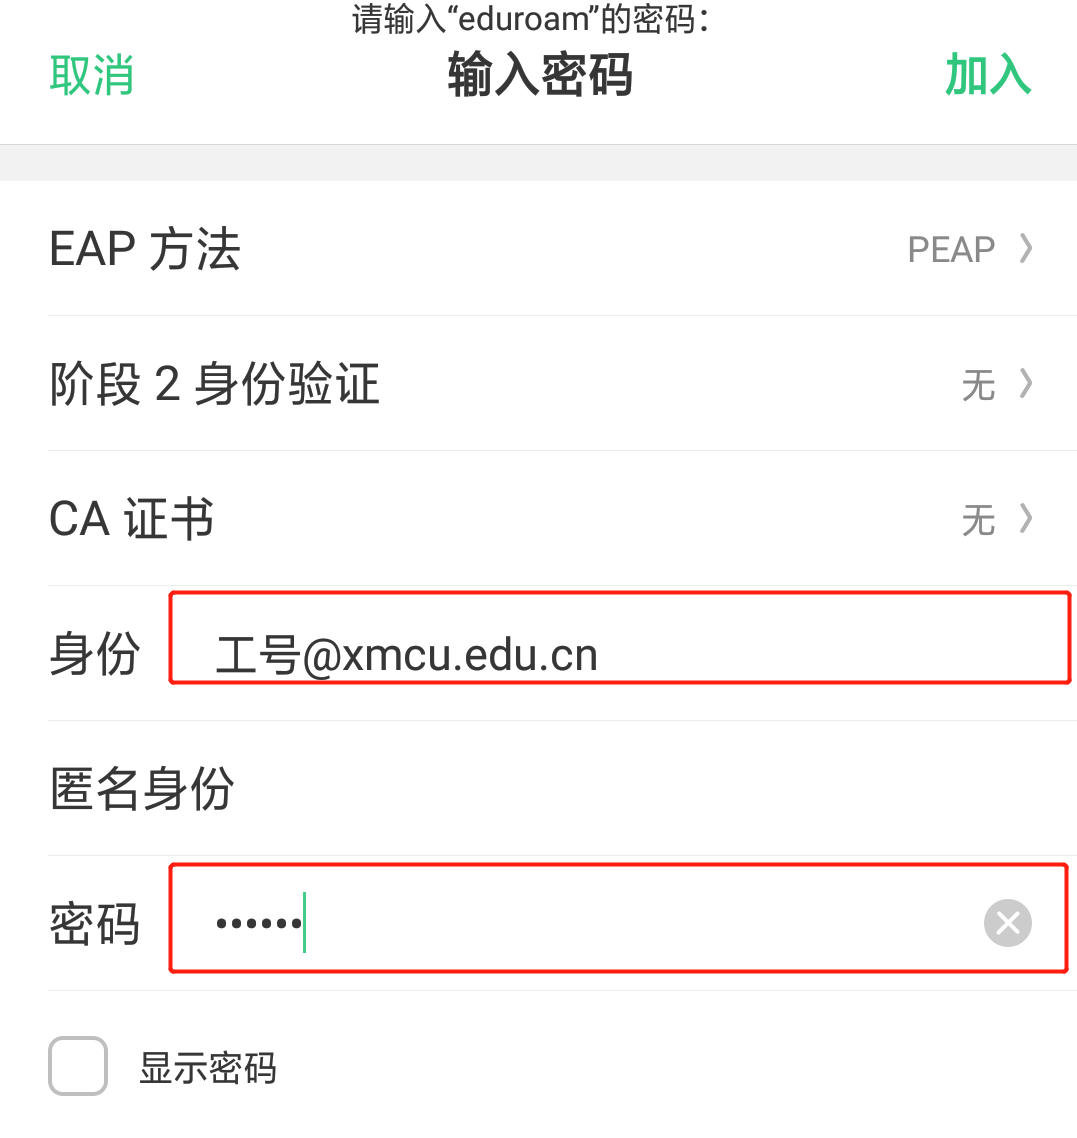 请输入“eduroam”的密码：
取消 输入密码 加入
EAP 方法 PEAP
阶段 2 身份验证 无
CA 证书 无
身份 工号@xmcu.edu.cn
匿名身份
密码 ••••••
显示密码